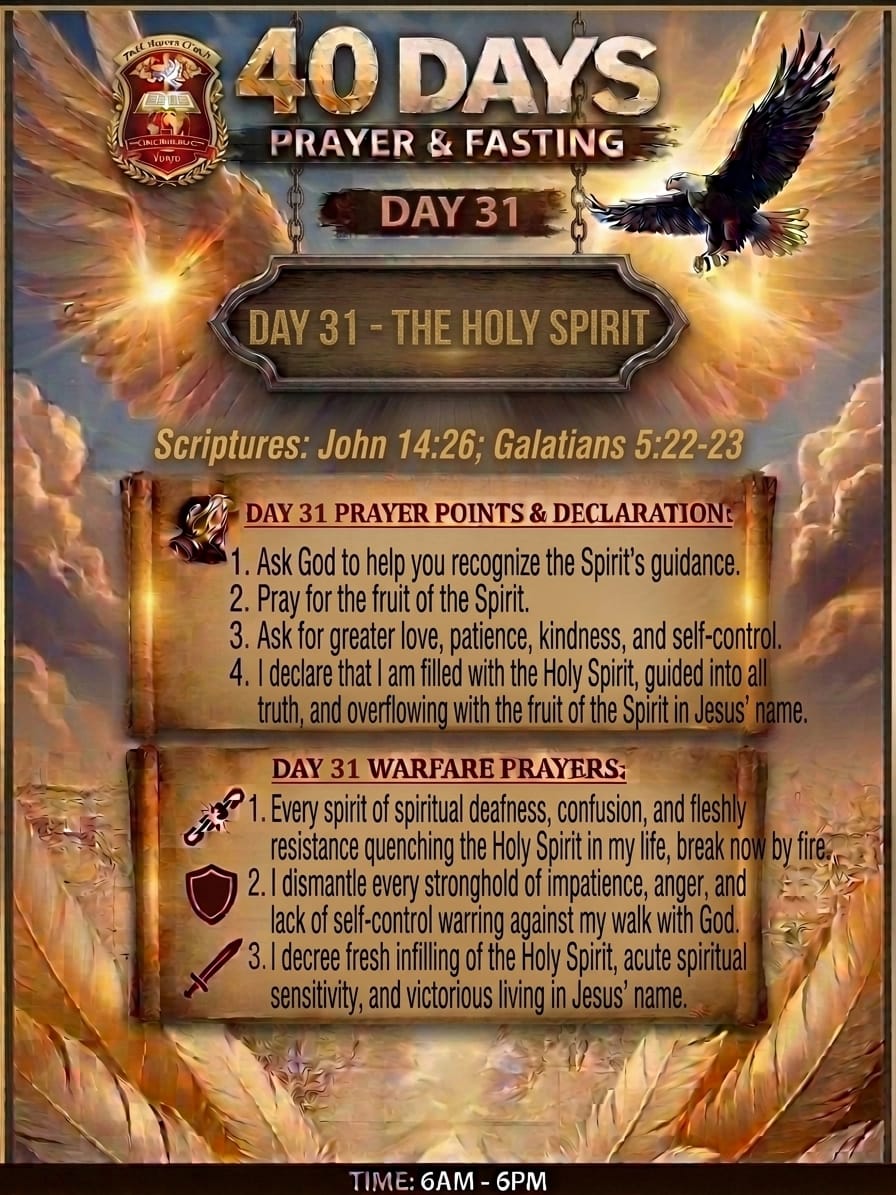 40 DAYS
PRAYER & FASTING
DAY 31
DAY 31 - THE HOLY SPIRIT
Scriptures: John 14:26; Galatians 5:22-23
DAY 31 PRAYER POINTS & DECLARATION:
1. Ask God to help you recognize the Spirit's guidance.
2. Pray for the fruit of the Spirit.
3. Ask for greater love, patience, kindness, and self-control.
4. I declare that I am filled with the Holy Spirit, guided into all
truth, and overflowing with the fruit of the Spirit in Jesus' name.
DAY 31 WARFARE PRAYERS:
1. Every spirit of spiritual deafness, confusion, and fleshly
resistance quenching the Holy Spirit in my life, break now by fire.
2. I dismantle every stronghold of impatience, anger, and
lack of self-control warring against my walk with God.
3. I decree fresh infilling of the Holy Spirit, acute spiritual
sensitivity, and victorious living in Jesus' name.
TIME: 6AM - 6PM